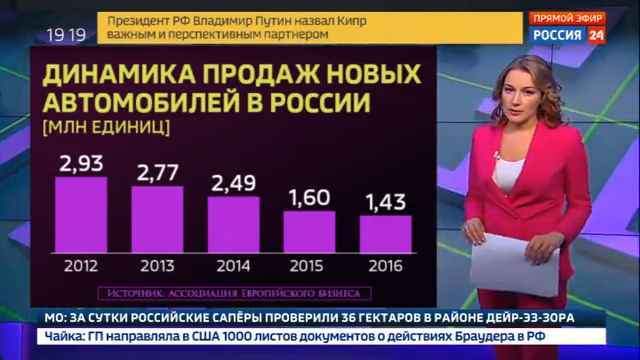 19:19
Президент РФ Владимир Путин назвал Кипр
важным и перспективным партнером
ПРЯМОЙ ЭФИР
РОССИЯ 24
ДИНАМИКА ПРОДАЖ НОВЫХ
АВТОМОБИЛЕЙ В РОССИИ
[МЛН ЕДИНИЦ]
2,93 2,77 2,49 1,60 1,43
2012 2013 2014 2015 2016
Источник: Ассоциация Европейского бизнеса
МО: ЗА СУТКИ РОССИЙСКИЕ САПЁРЫ ПРОВЕРИЛИ 36 ГЕКТАРОВ В РАЙОНЕ ДЕЙР-ЭЗ-ЗОРА
Чайка: ГП направляла в США 1000 листов документов о действиях Браудера в РФ